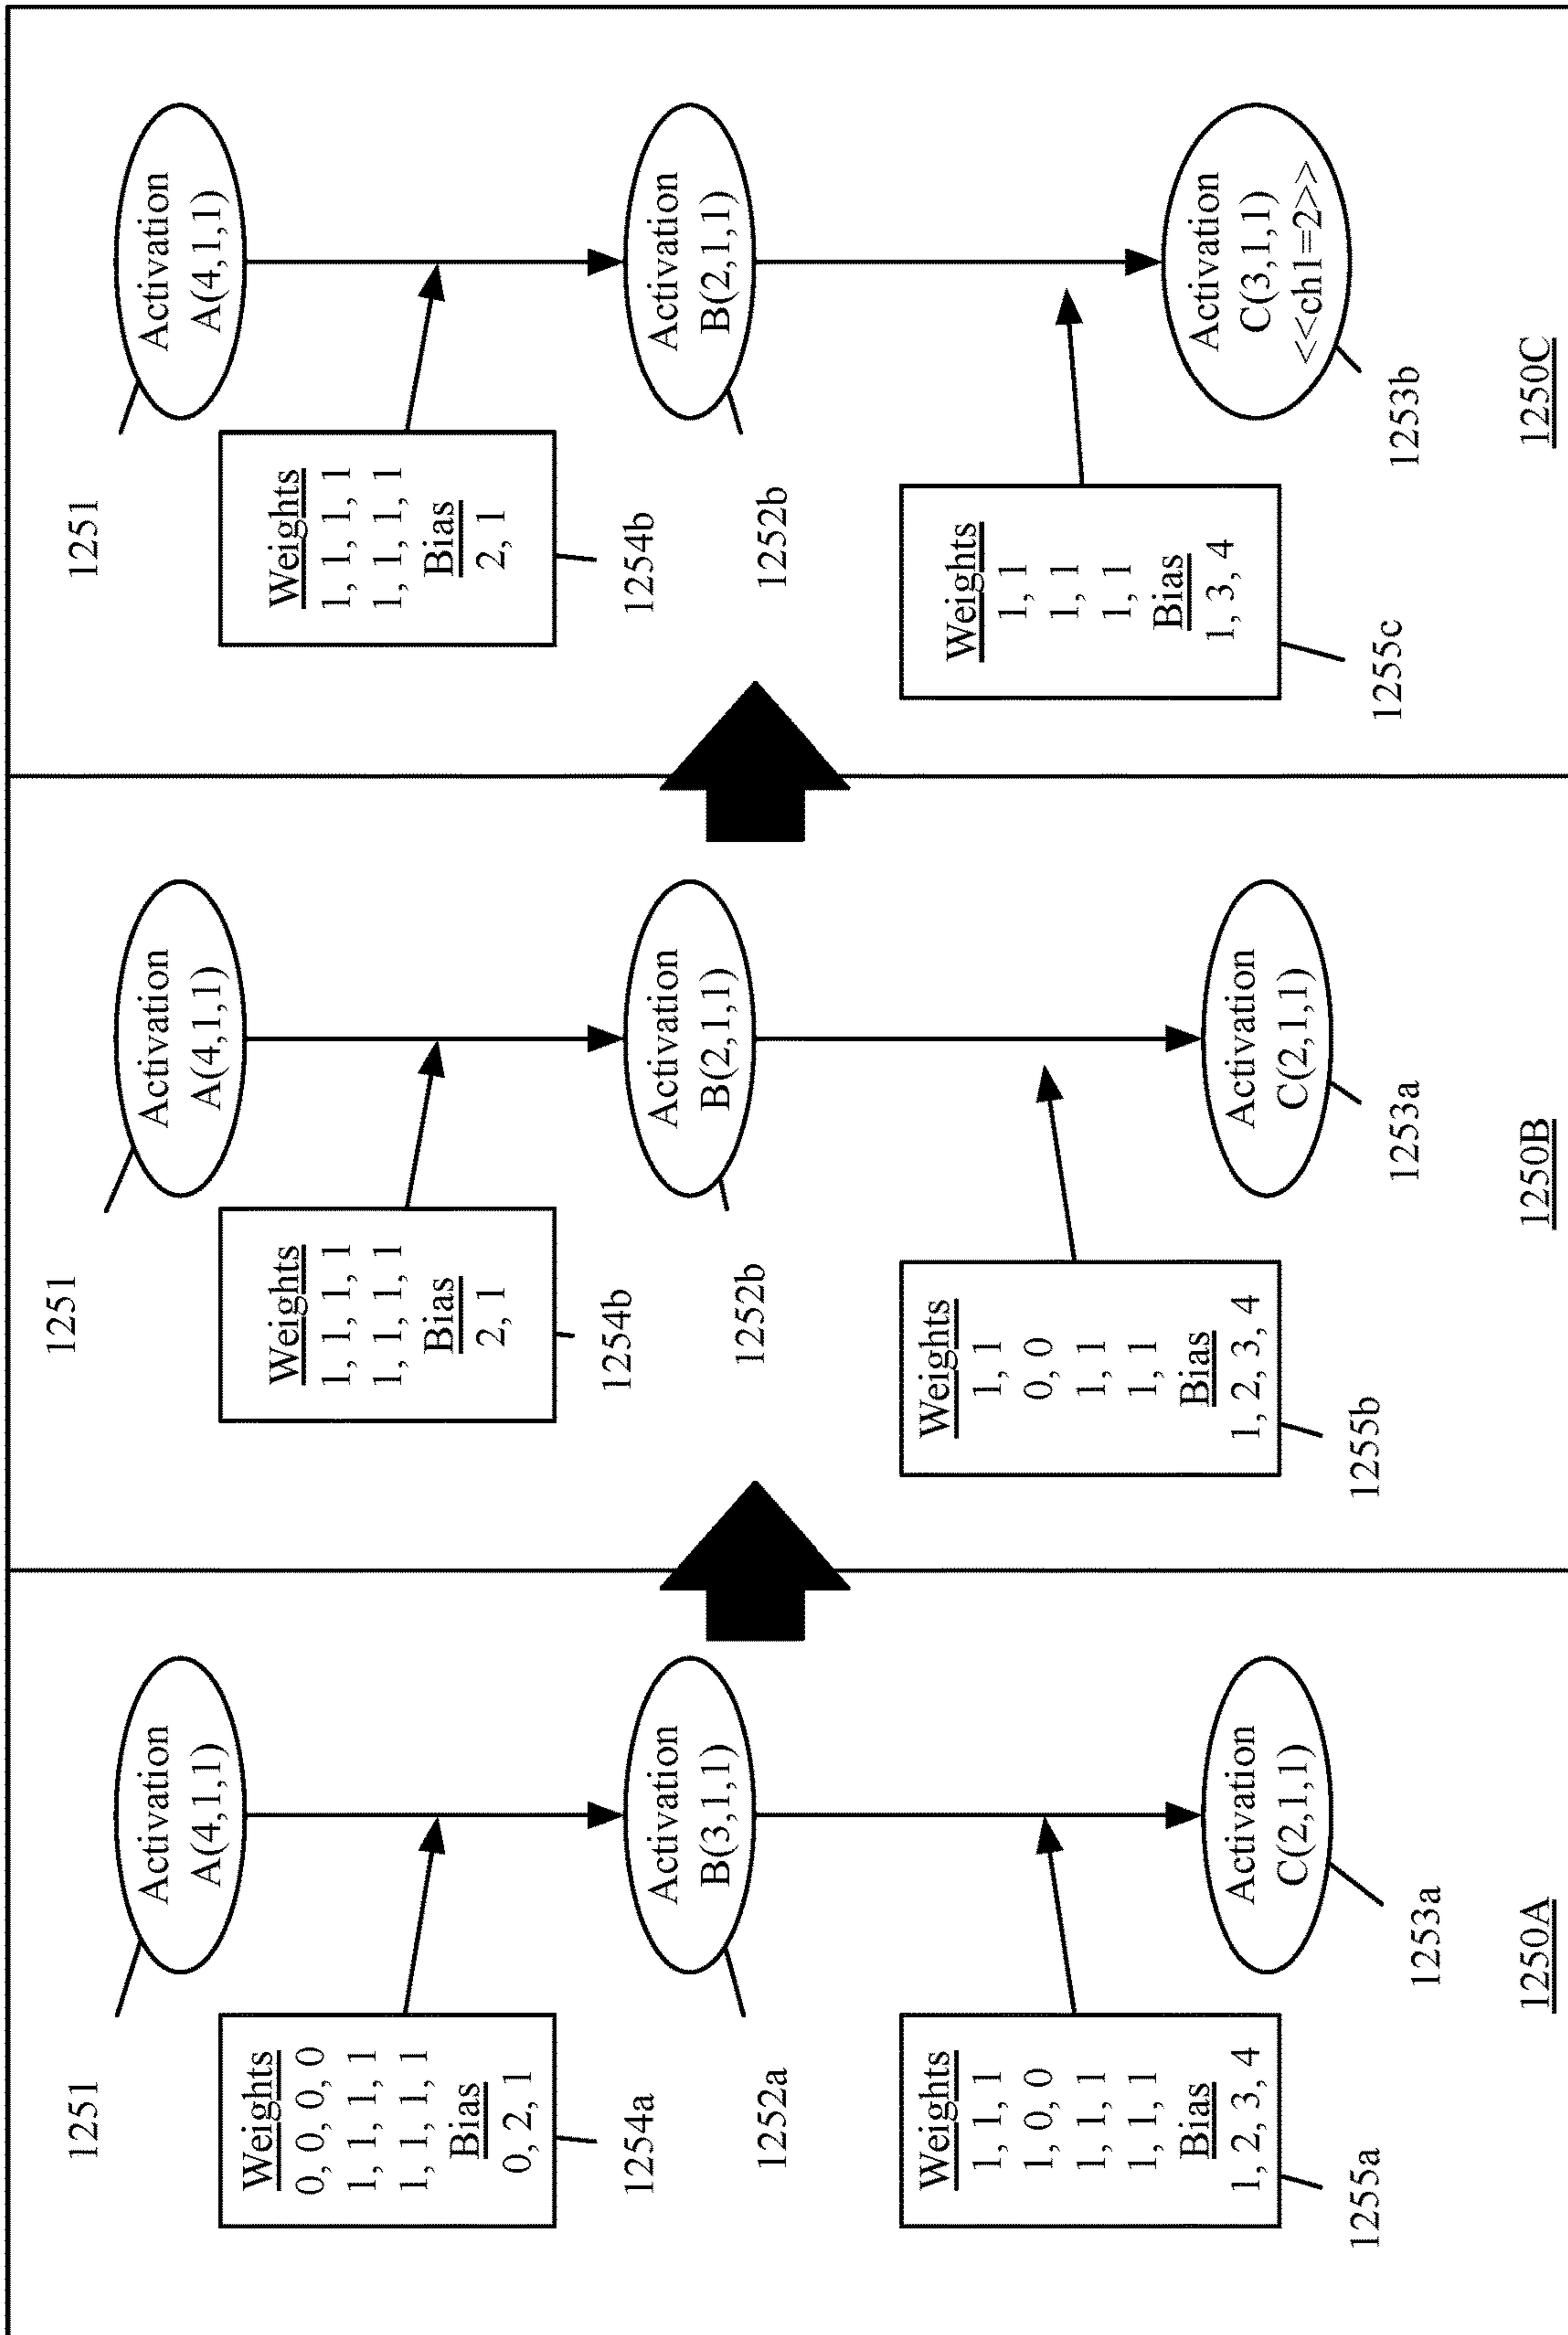 1251
Activation
A(4,1,1)
Weights
0, 0, 0, 0
1, 1, 1, 1
1, 1, 1, 1
Bias
0, 2, 1
1254a
Activation
B(3,1,1)
1252a
Weights
1, 1, 1
1, 0, 0
1, 1, 1
1, 1, 1
Bias
1, 2, 3, 4
1255a
Activation
C(2,1,1)
1253a
1250A
1251
Activation
A(4,1,1)
Weights
1, 1, 1, 1
1, 1, 1, 1
Bias
2, 1
1254b
Activation
B(2,1,1)
1252b
Weights
1, 1
0, 0
1, 1
1, 1
Bias
1, 2, 3, 4
1255b
Activation
C(2,1,1)
1253a
1250B
1251
Activation
A(4,1,1)
Weights
1, 1, 1, 1
1, 1, 1, 1
Bias
2, 1
1254b
Activation
B(2,1,1)
1252b
Weights
1, 1
1, 1
1, 1
Bias
1, 3, 4
1255c
Activation
C(3,1,1)
<<ch1=2>>
1253b
1250C